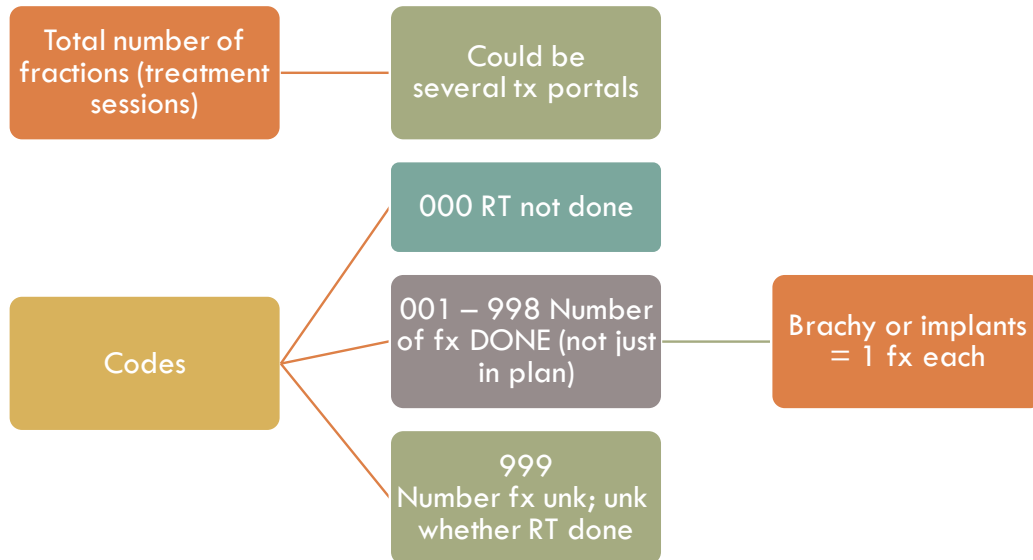 Total number of
fractions (treatment
sessions)
Could be
several tx portals
Codes
000 RT not done
001 – 998 Number
of fx DONE (not just
in plan)
Brachy or implants
= 1 fx each
999
Number fx unk; unk
whether RT done